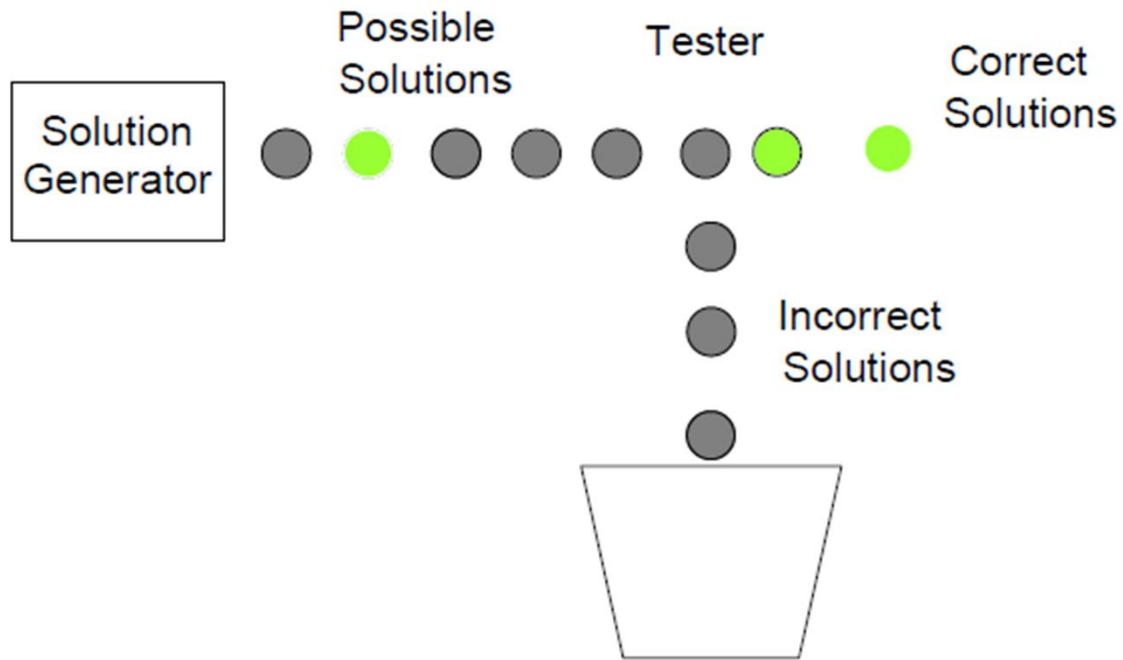 Solution
Generator
Possible
Solutions
Tester
Correct
Solutions
Incorrect
Solutions